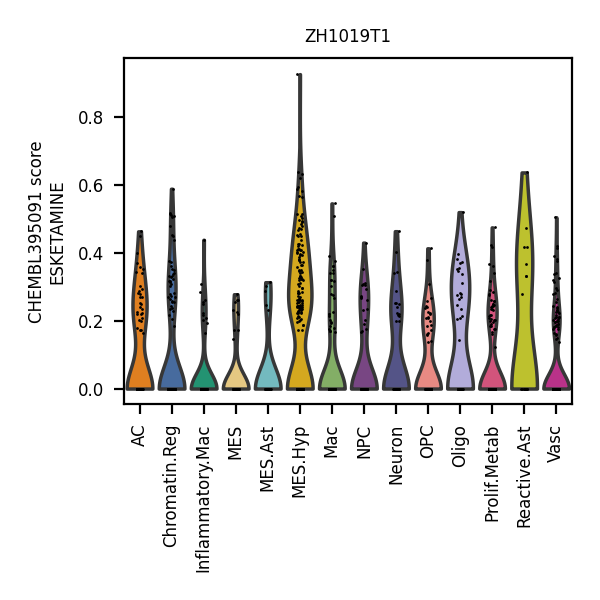 ZH1019T1
CHEMBL395091 score
ESKETAMINE
0.8
0.6
0.4
0.2
0.0
AC
Chromatin.Reg
Inflammatory.Mac
MES
MES.Ast
MES.Hyp
Mac
NPC
Neuron
OPC
Oligo
Prolif.Metab
Reactive.Ast
Vasc